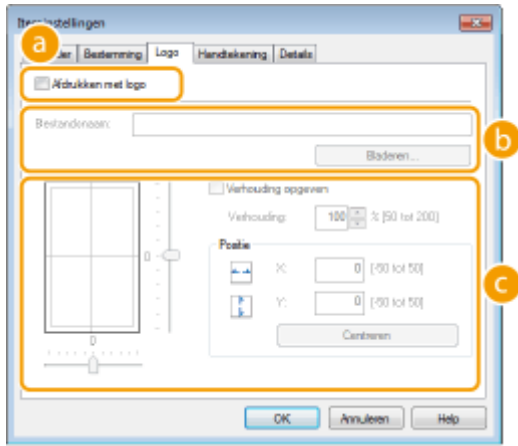 a
Bestemming Logo Handtekening Details
Afdrukken met logo
Bestandsnaam:
b
Bladeren...
Verhouding opgeven
Verhouding: 100 % [50 tot 200]
Positie
0
X: 0 [-50 tot 50]
c
Y: 0 [-50 tot 50]
Centreren
0
OK Annuleren Help